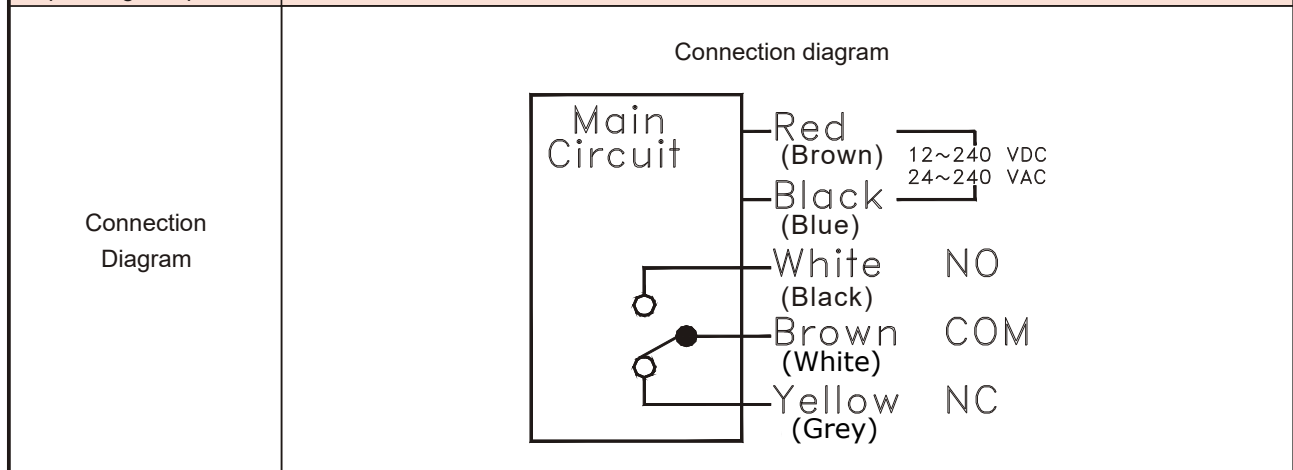 Connection
Diagram
Connection diagram
Main
Circuit
Red
(Brown)
12~240 VDC
24~240 VAC
Black
(Blue)
White NO
(Black)
Brown COM
(White)
Yellow NC
(Grey)